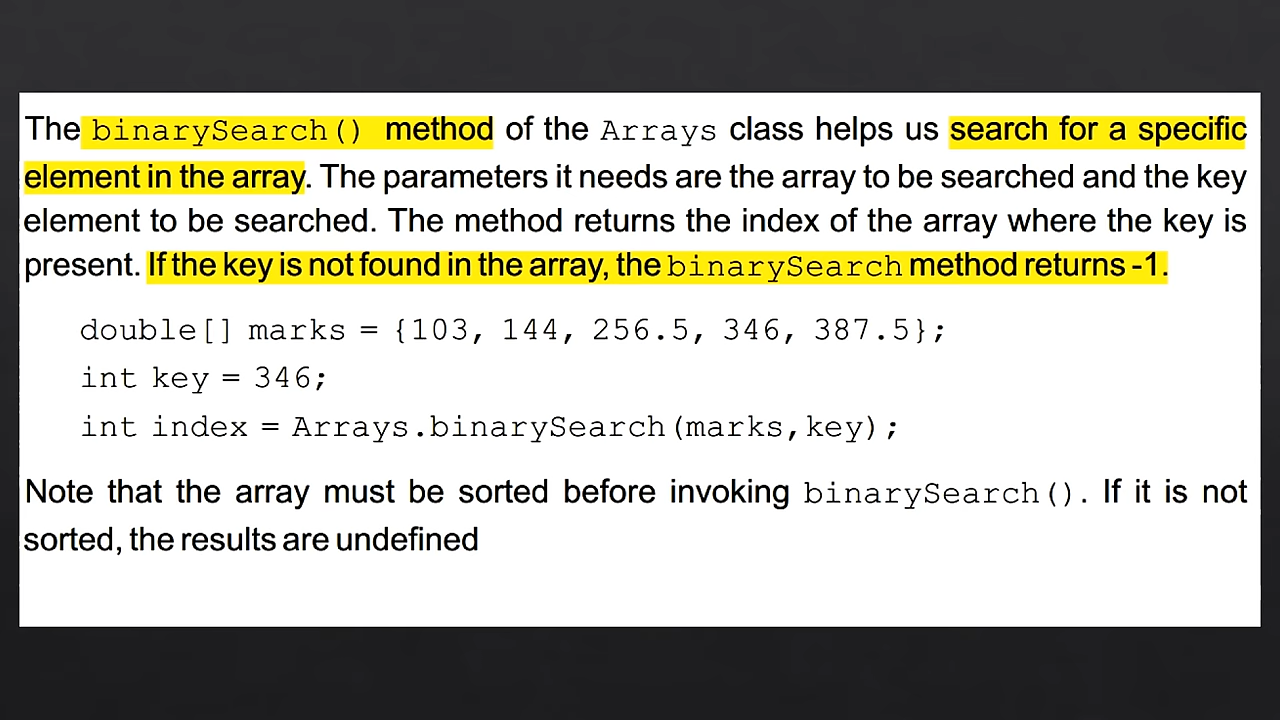 The binarySearch() method of the Arrays class helps us search for a specific
element in the array. The parameters it needs are the array to be searched and the key
element to be searched. The method returns the index of the array where the key is
present. If the key is not found in the array, the binarySearch method returns -1.
double[] marks = {103, 144, 256.5, 346, 387.5};
int key = 346;
int index = Arrays.binarySearch(marks,key);
Note that the array must be sorted before invoking binarySearch(). If it is not
sorted, the results are undefined